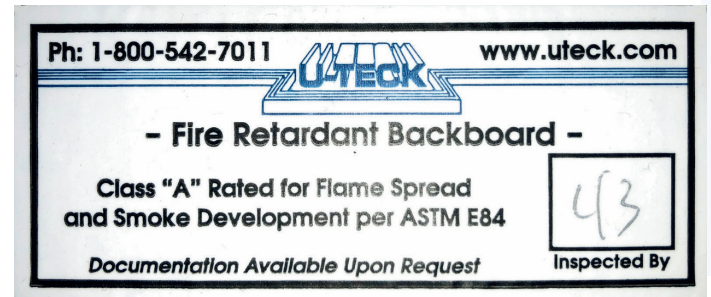 Ph: 1-800-542-7011
U-TECK
www.uteck.com
- Fire Retardant Backboard -
Class "A" Rated for Flame Spread
and Smoke Development per ASTM E84
43
Documentation Available Upon Request
Inspected By